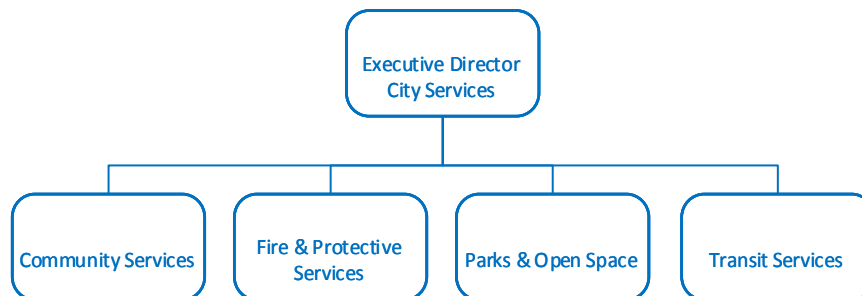 Executive Director
City Services
Community Services
Fire & Protective
Services
Parks & Open Space
Transit Services